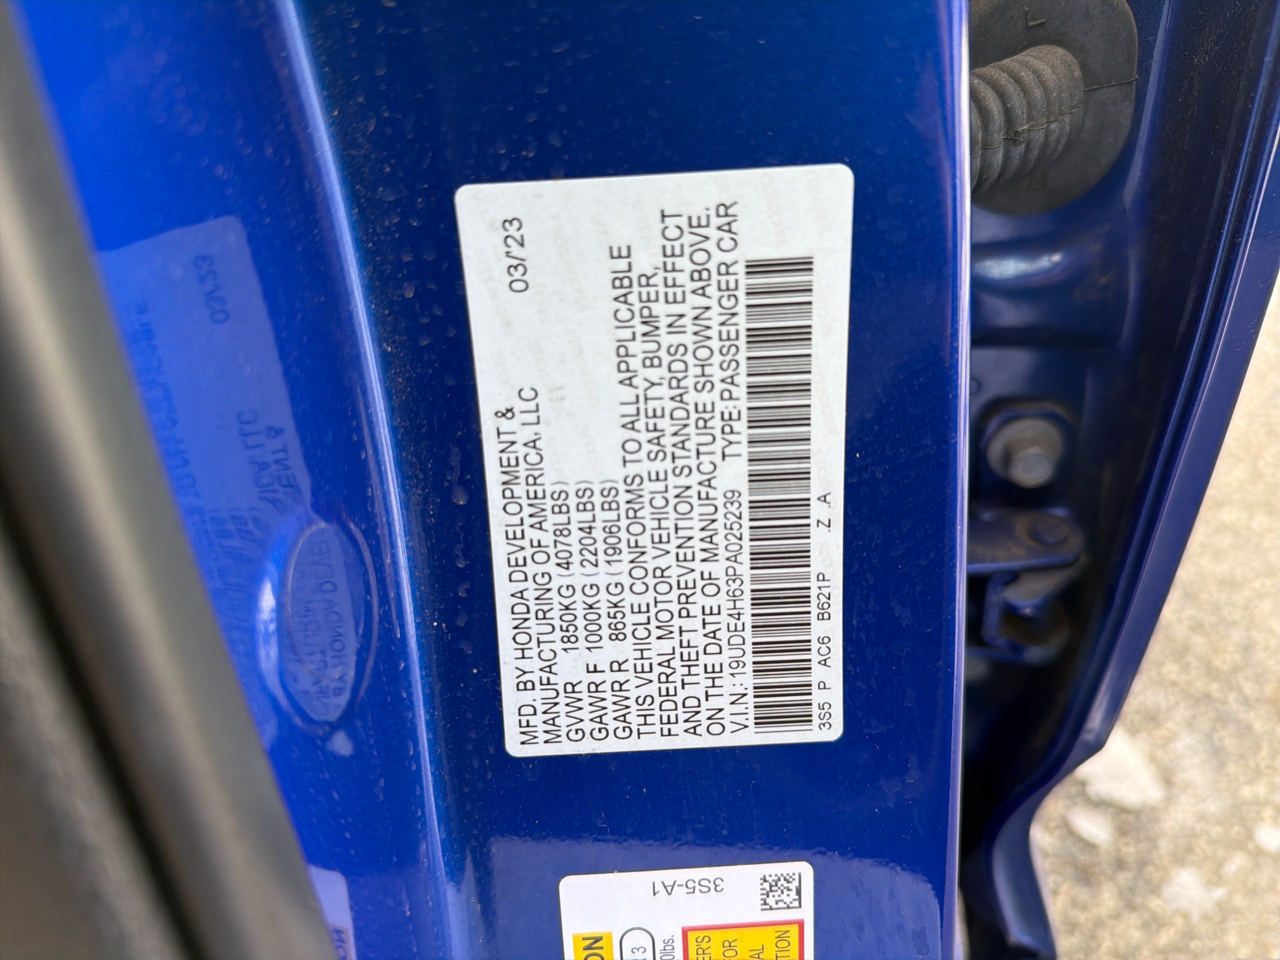 MFD. BY HONDA DEVELOPMENT &
MANUFACTURING OF AMERICA, LLC 03/'23
GVWR 1850KG (4078LBS)
GAWR F 1000KG (2204LBS)
GAWR R 865KG (1906LBS)
THIS VEHICLE CONFORMS TO ALL APPLICABLE
FEDERAL MOTOR VEHICLE SAFETY, BUMPER,
AND THEFT PREVENTION STANDARDS IN EFFECT
ON THE DATE OF MANUFACTURE SHOWN ABOVE.
V.I.N.: 19UDE4H63PA025239 TYPE: PASSENGER CAR
3S5 P AC6 B621P .Z .A
3S5-A1
L